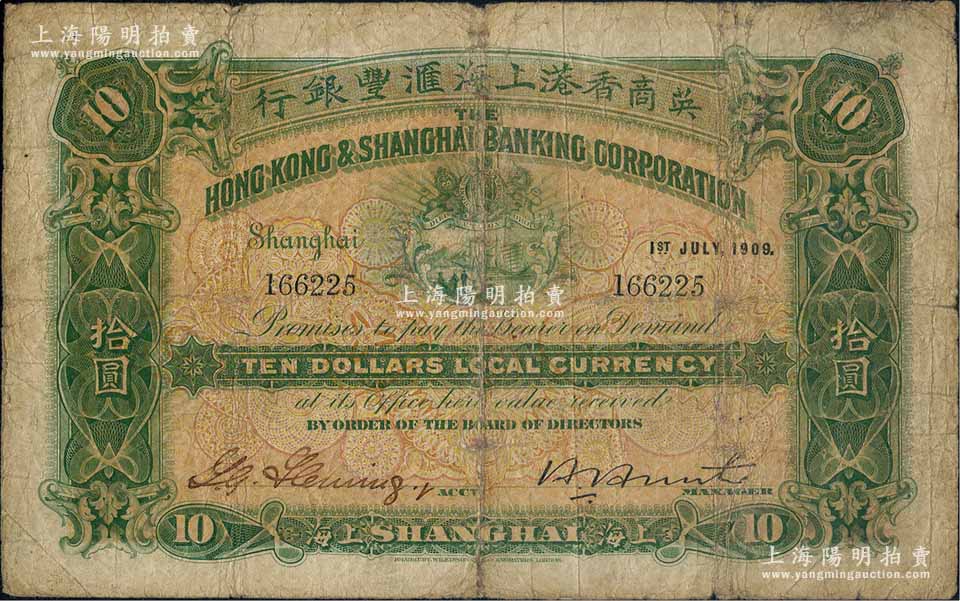 上海陽明拍賣
www.yangmingauction.com
10
10
行銀豐滙海上港香商英
THE
HONG KONG & SHANGHAI BANKING CORPORATION
Shanghai
1ST JULY, 1909.
166225
166225
上海陽明拍賣
www.yangmingauction.com
Promises to pay the Bearer on Demand
拾圓
拾圓
TEN DOLLARS LOCAL CURRENCY
at its Office here value received
BY ORDER OF THE BOARD OF DIRECTORS
ACCT
MANAGER
10
上海
SHANGHAI
上海
10
上海陽明拍賣
www.yangmingauction.com